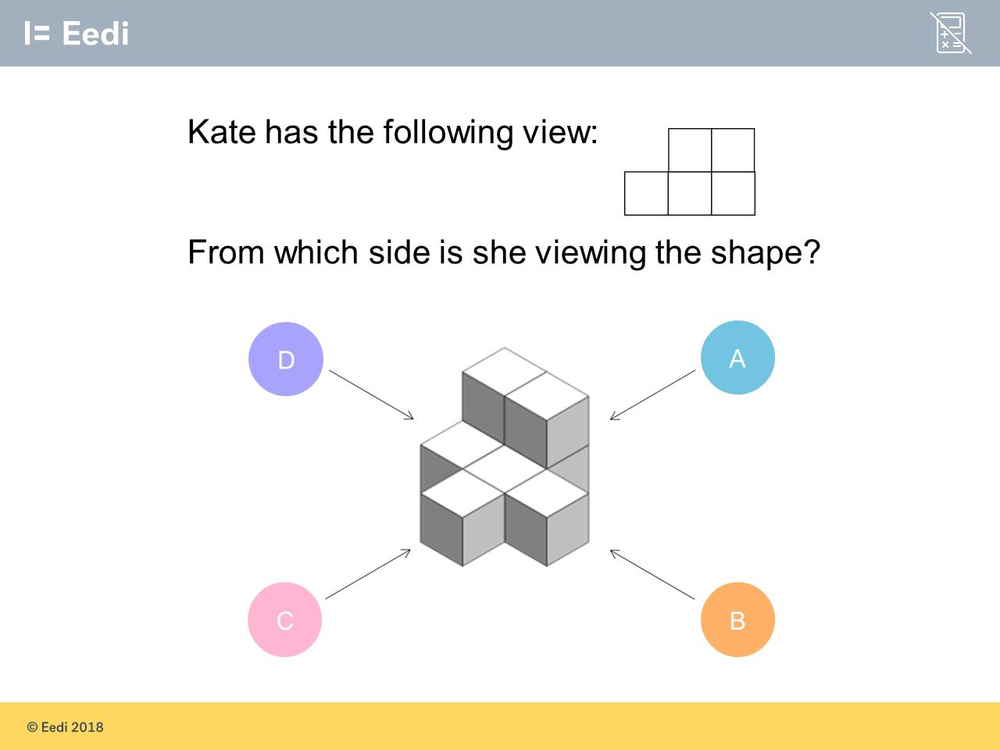 Eedi
Kate has the following view:
From which side is she viewing the shape?
D
A
C
B
© Eedi 2018